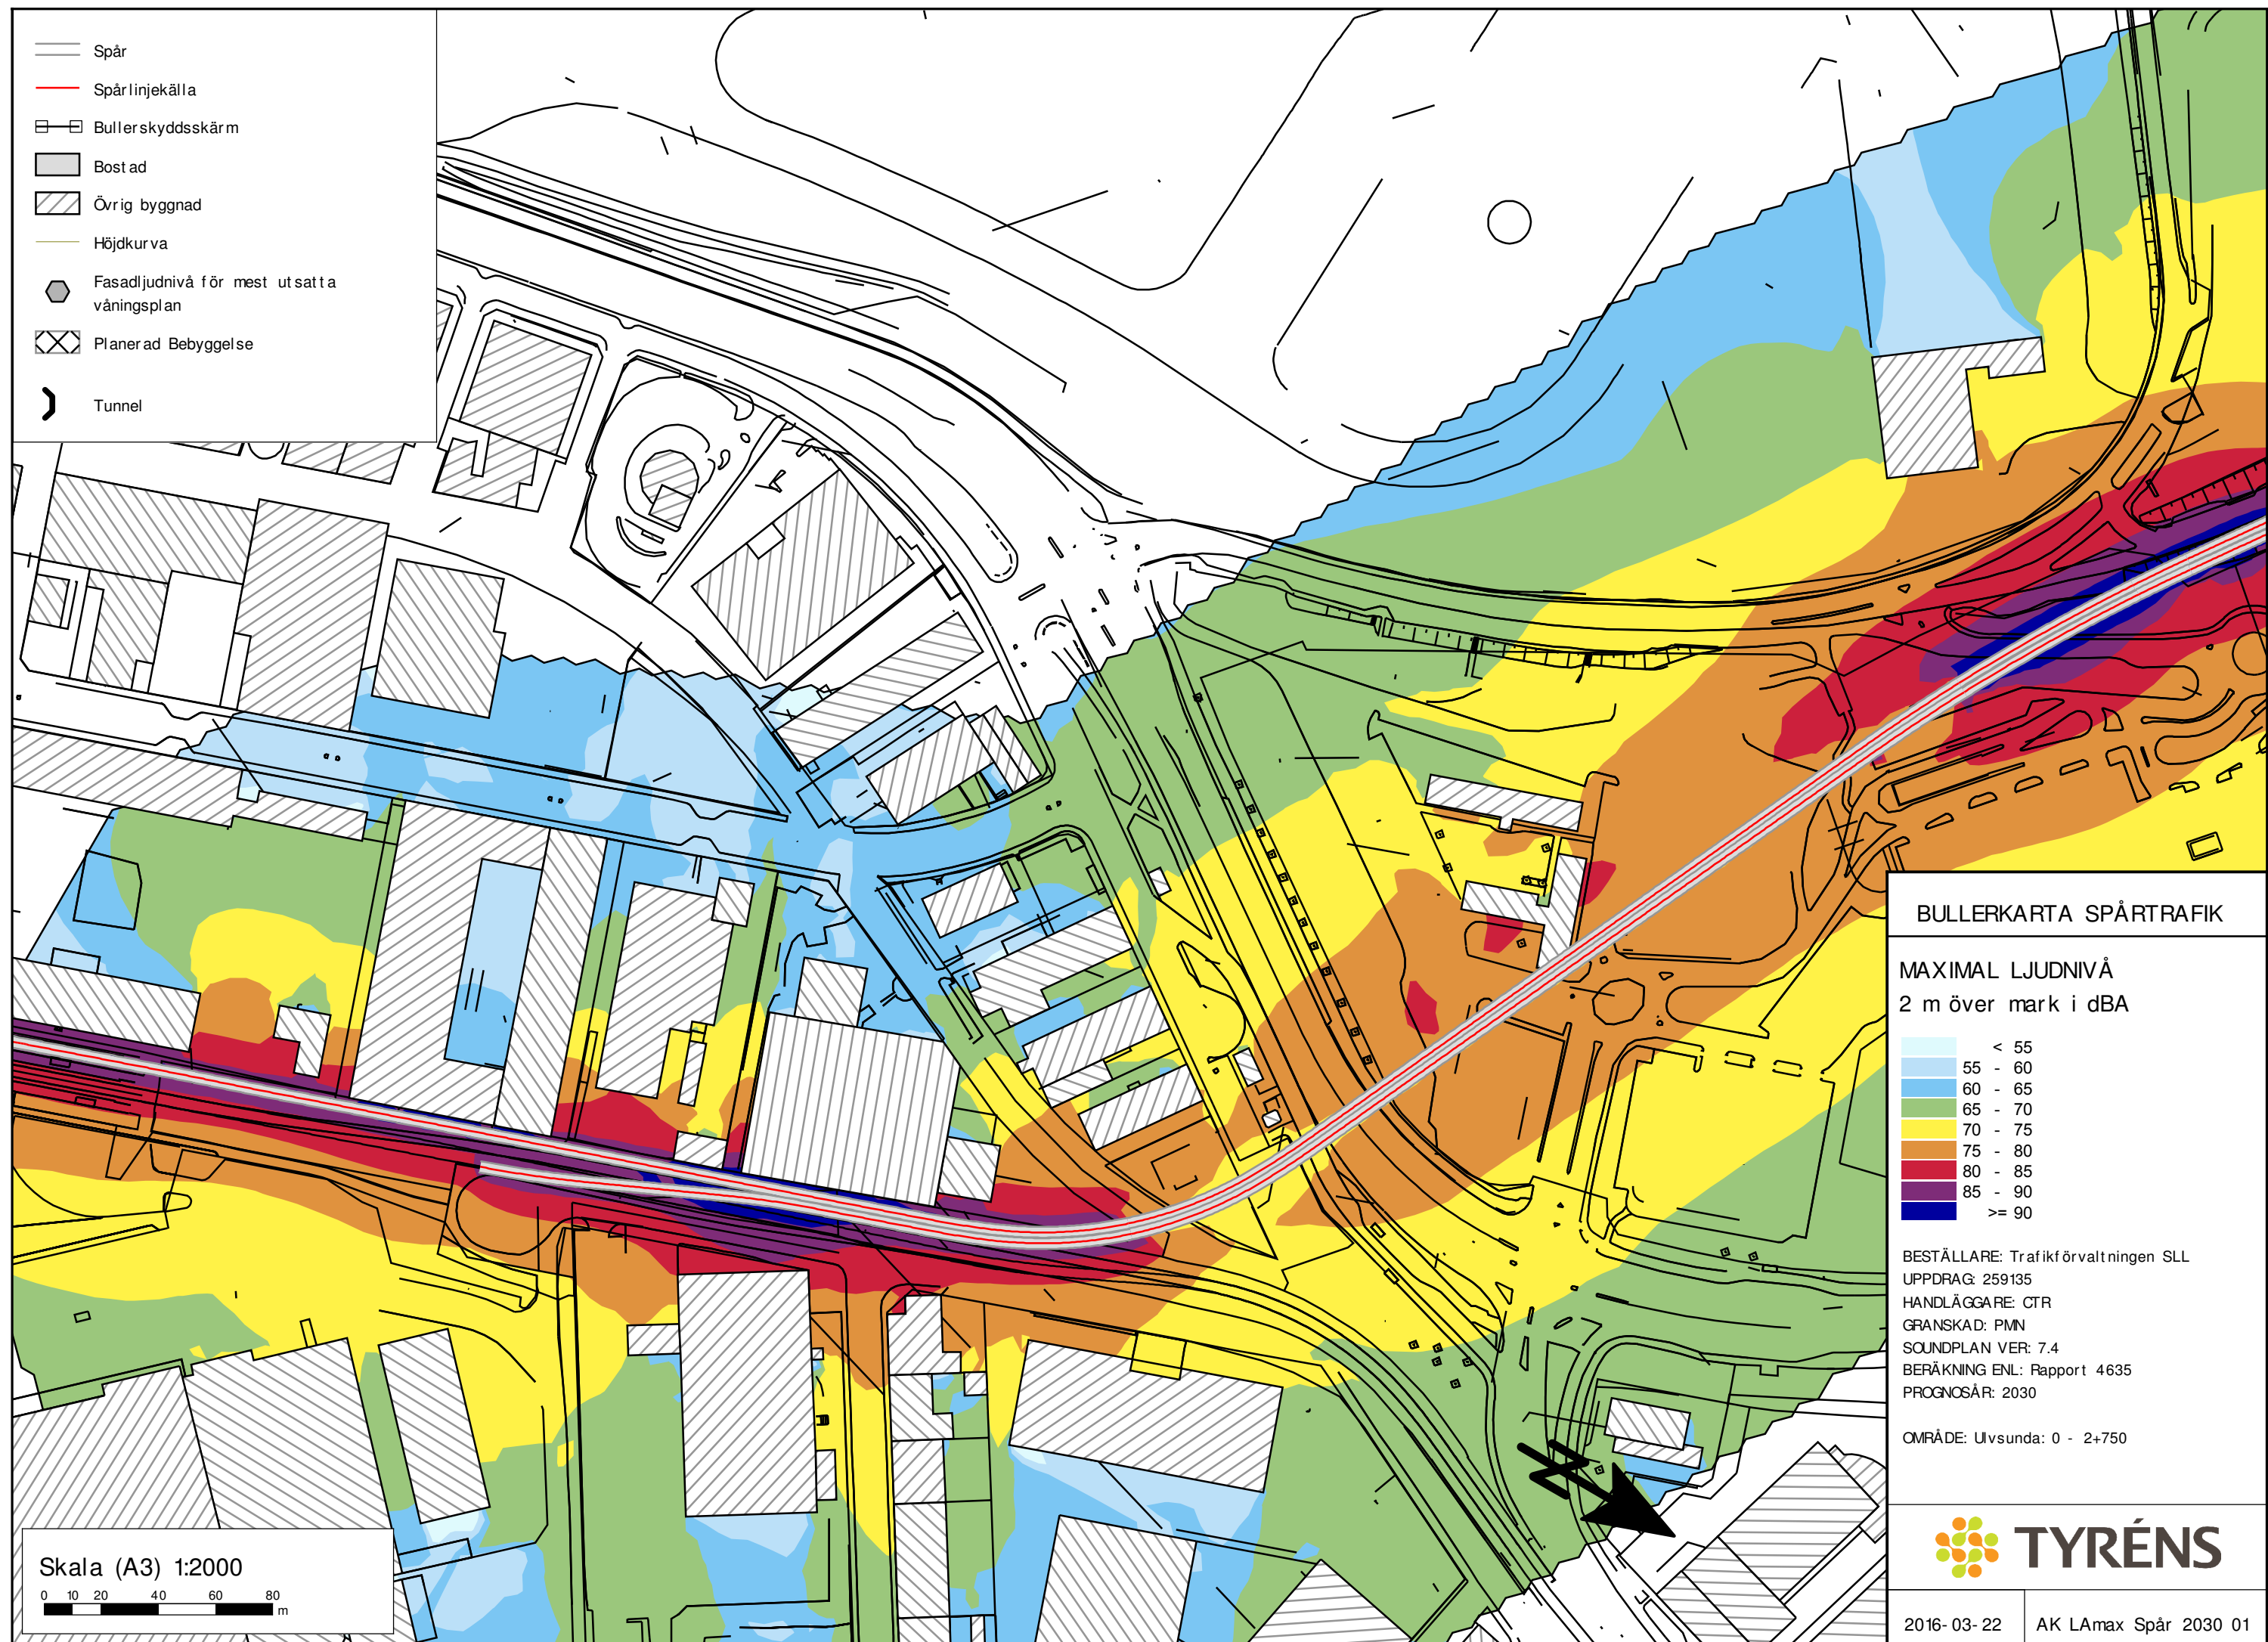 Spår
Spårlinjekälla
Bullerskyddsskärm
Bostad
Övrig byggnad
Höjdkurva
Fasadljudnivå för mest utsatta
våningsplan
Planerad Bebyggelse
Tunnel
BULLERKARTA SPÅRTRAFIK
MAXIMAL LJUDNIVÅ
2 m över mark i dBA
< 55
55 - 60
60 - 65
65 - 70
70 - 75
75 - 80
80 - 85
85 - 90
>= 90
BESTÄLLARE: Trafikförvaltningen SLL
UPPDRAG: 259135
HANDLÄGGARE: CTR
GRANSKAD: PMN
SOUNDPLAN VER: 7.4
BERÄKNING ENL: Rapport 4635
PROGNOSÅR: 2030
OMRÅDE: Ulvsunda: 0 - 2+750
N
Skala (A3) 1:2000
0 10 20 40 60 80
m
TYRÉNS
2016-03-22 AK LAmax Spår 2030 01